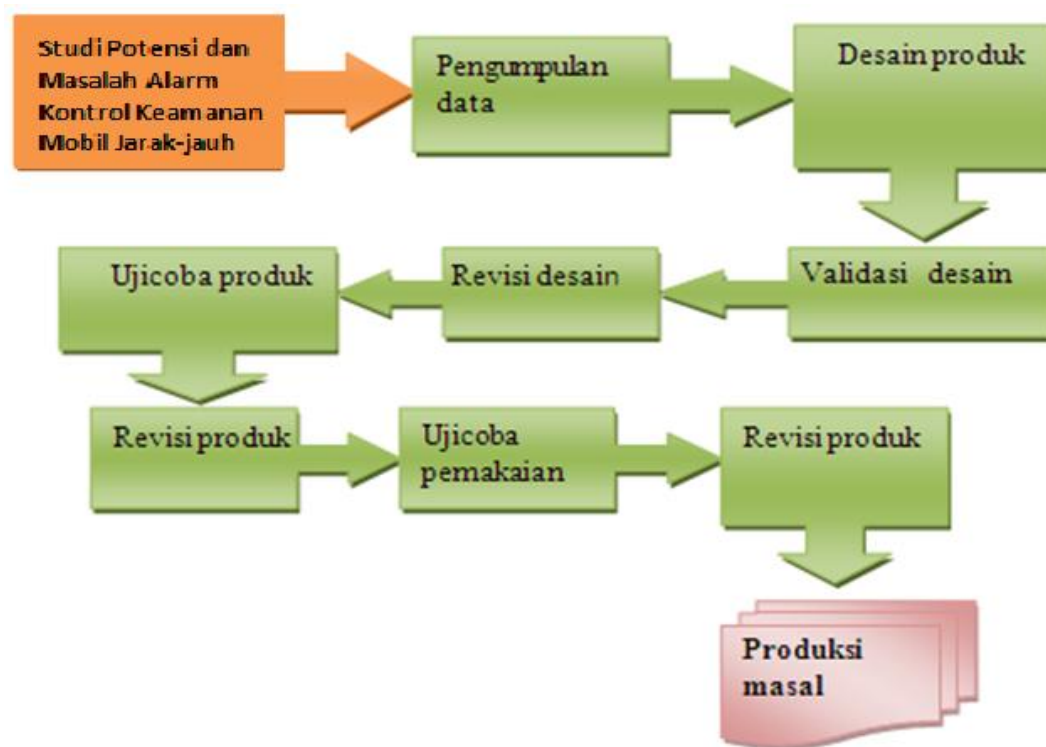 Studi Potensi dan
Masalah Alarm
Kontrol Keamanan
Mobil Jarak-jauh
Pengumpulan
data
Desain produk
Validasi desain
Revisi desain
Ujicoba produk
Revisi produk
Ujicoba
pemakaian
Revisi produk
Produksi
masal